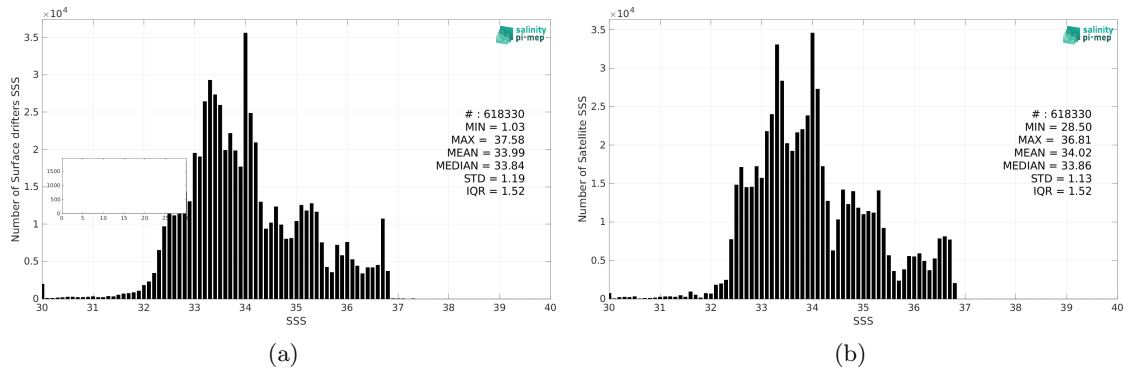 ×10⁴
salinity
pi-mep
Number of Surface drifters SSS
3.5
3
2.5
2
1.5
1
0.5
0
# : 618330
MIN = 1.03
MAX = 37.58
MEAN = 33.99
MEDIAN = 33.84
STD = 1.19
IQR = 1.52
1500
1000
500
0
0 5 10 15 20 25
30 31 32 33 34 35 36 37 38 39 40
SSS
(a)
×10⁴
salinity
pi-mep
Number of Satellite SSS
3.5
3
2.5
2
1.5
1
0.5
0
# : 618330
MIN = 28.50
MAX = 36.81
MEAN = 34.02
MEDIAN = 33.86
STD = 1.13
IQR = 1.52
30 31 32 33 34 35 36 37 38 39 40
SSS
(b)